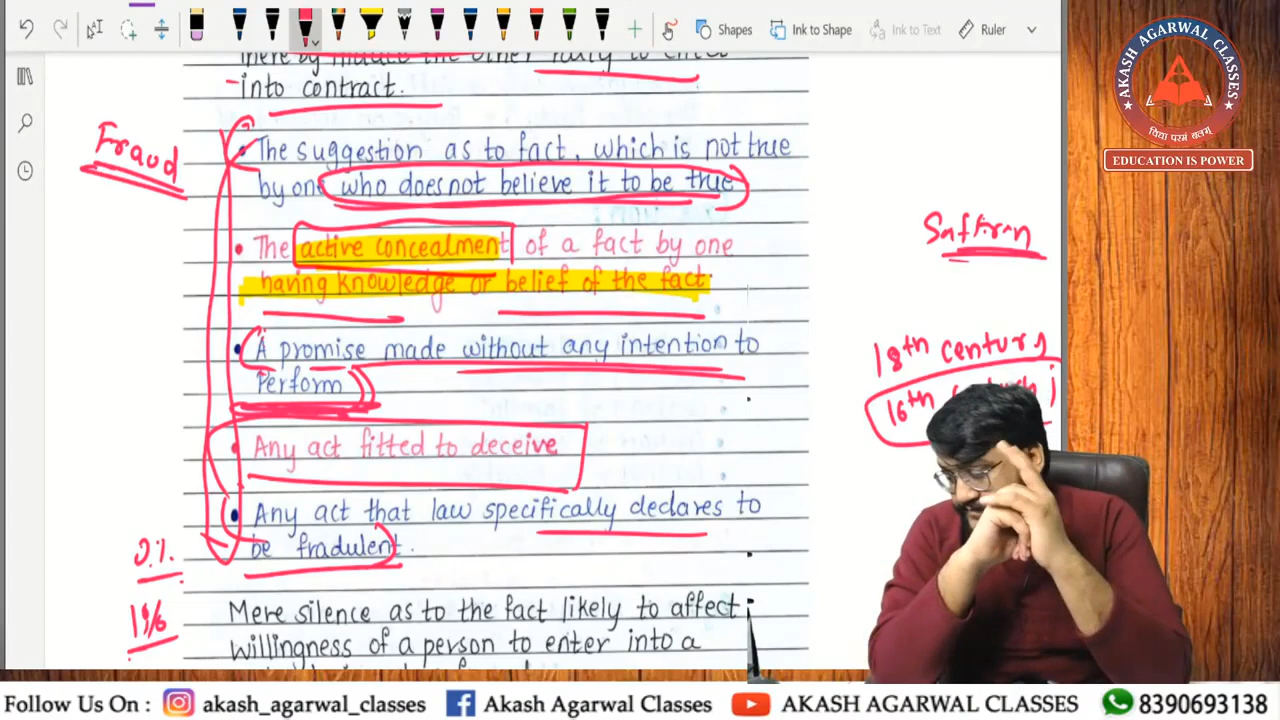 Shapes
Ink to Shape
Ink to Text
Ruler
into contract.
Fraud
• The suggestion as to fact, which is not true
by one who does not believe it to be true
• The active concealment of a fact by one
having knowledge or belief of the fact.
• A promise made without any intention to
Perform
• Any act fitted to deceive
• Any act that law specifically declares to
be fradulent.
Mere silence as to the fact likely to affect
willingness of a person to enter into a
18th century
16th
AKASH AGARWAL CLASSES
विद्या परमं बलम्
EDUCATION IS POWER
Follow Us On : akash_agarwal_classes Akash Agarwal Classes AKASH AGARWAL CLASSES 8390693138